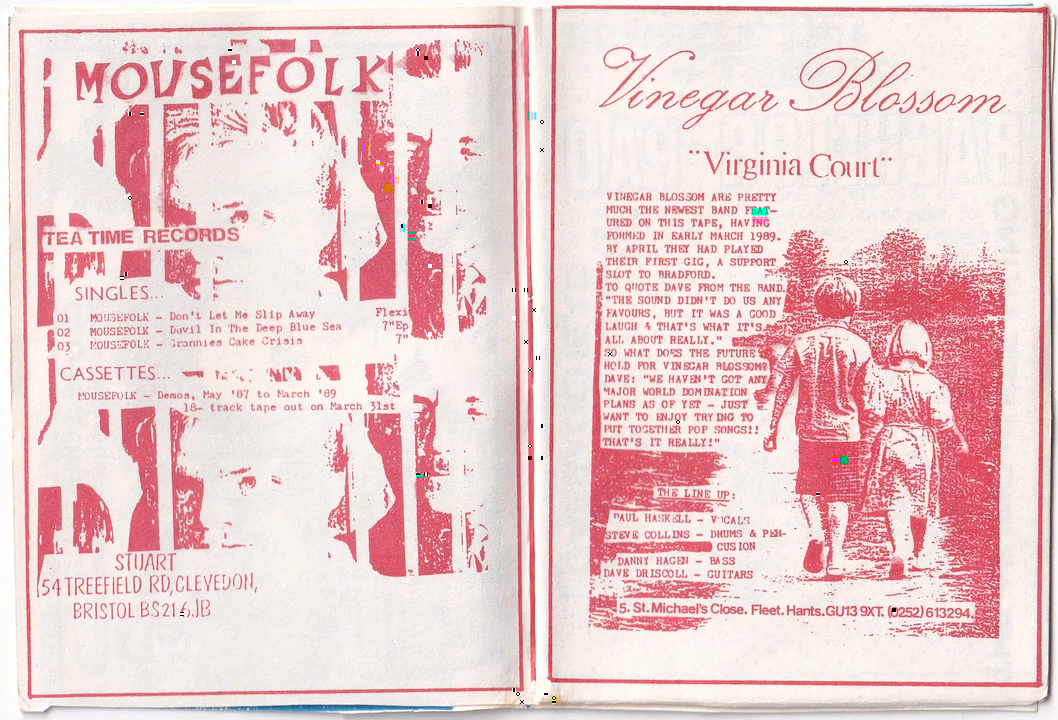 MOUSEFOLK
TEA TIME RECORDS
SINGLES...
01 MOUSEFOLK - Don't Let Me Slip Away Flexi
02 MOUSEFOLK - Devil In The Deep Blue Sea 7"Ep
03 MOUSEFOLK - Grannies Cake Crisis 7"
CASSETTES...
MOUSEFOLK - Demos, May '87 to March '89
18- track tape out on March 31st
STUART
54 TREEFIELD RD, CLEVEDON,
BRISTOL BS21 6JB
Vinegar Blossom
"Virginia Court"
VINEGAR BLOSSOM ARE PRETTY
MUCH THE NEWEST BAND FEAT-
URED ON THIS TAPE, HAVING
FORMED IN EARLY MARCH 1989.
BY APRIL THEY HAD PLAYED
THEIR FIRST GIG, A SUPPORT
SLOT TO BRADFORD.
TO QUOTE DAVE FROM THE BAND,
"THE SOUND DIDN'T DO US ANY
FAVOURS, BUT IT WAS A GOOD
LAUGH & THAT'S WHAT IT'S
ALL ABOUT REALLY."
SO WHAT DOES THE FUTURE
HOLD FOR VINEGAR BLOSSOM?
DAVE: "WE HAVEN'T GOT ANY
MAJOR WORLD DOMINATION
PLANS AS OF YET - JUST
WANT TO ENJOY TRYING TO
PUT TOGETHER POP SONGS!!
THAT'S IT REALLY!"
THE LINE UP:
PAUL HASKELL - VOCALS
STEVE COLLINS - DRUMS & PER-
CUSION
DANNY HAGEN - BASS
DAVE DRISCOLL - GUITARS
5. St. Michael's Close. Fleet. Hants. GU13 9XT. (0252) 613294.